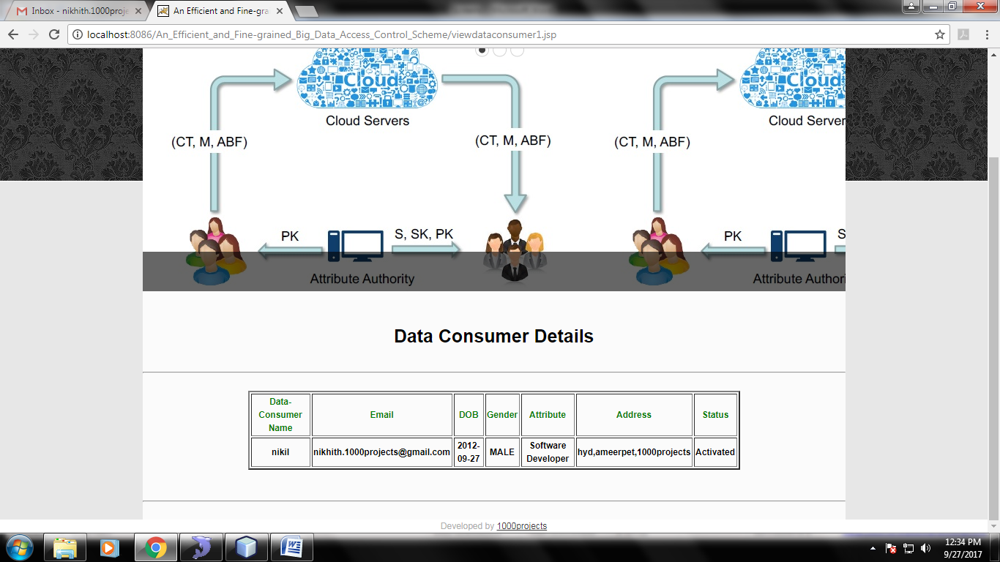 Inbox - nikhith.1000proje
An Efficient and Fine-gra
localhost:8086/An_Efficient_and_Fine-grained_Big_Data_Access_Control_Scheme/viewdataconsumer1.jsp
Cloud Cloud
Cloud Servers Cloud Server
(CT, M, ABF) (CT, M, ABF) (CT, M, ABF)
PK S, SK, PK PK S
Attribute Authority Attribute Authori
Data Consumer Details
Data-
Consumer
Name
Email
DOB
Gender
Attribute
Address
Status
nikil
nikhith.1000projects@gmail.com
2012-
09-27
MALE
Software
Developer
hyd,ameerpet,1000projects
Activated
Developed by 1000projects
12:34 PM
9/27/2017